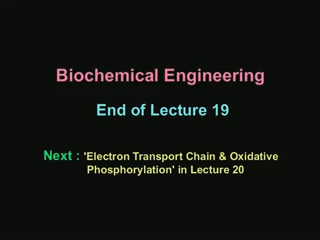 Biochemical Engineering
End of Lecture 19
Next : 'Electron Transport Chain & Oxidative
Phosphorylation' in Lecture 20